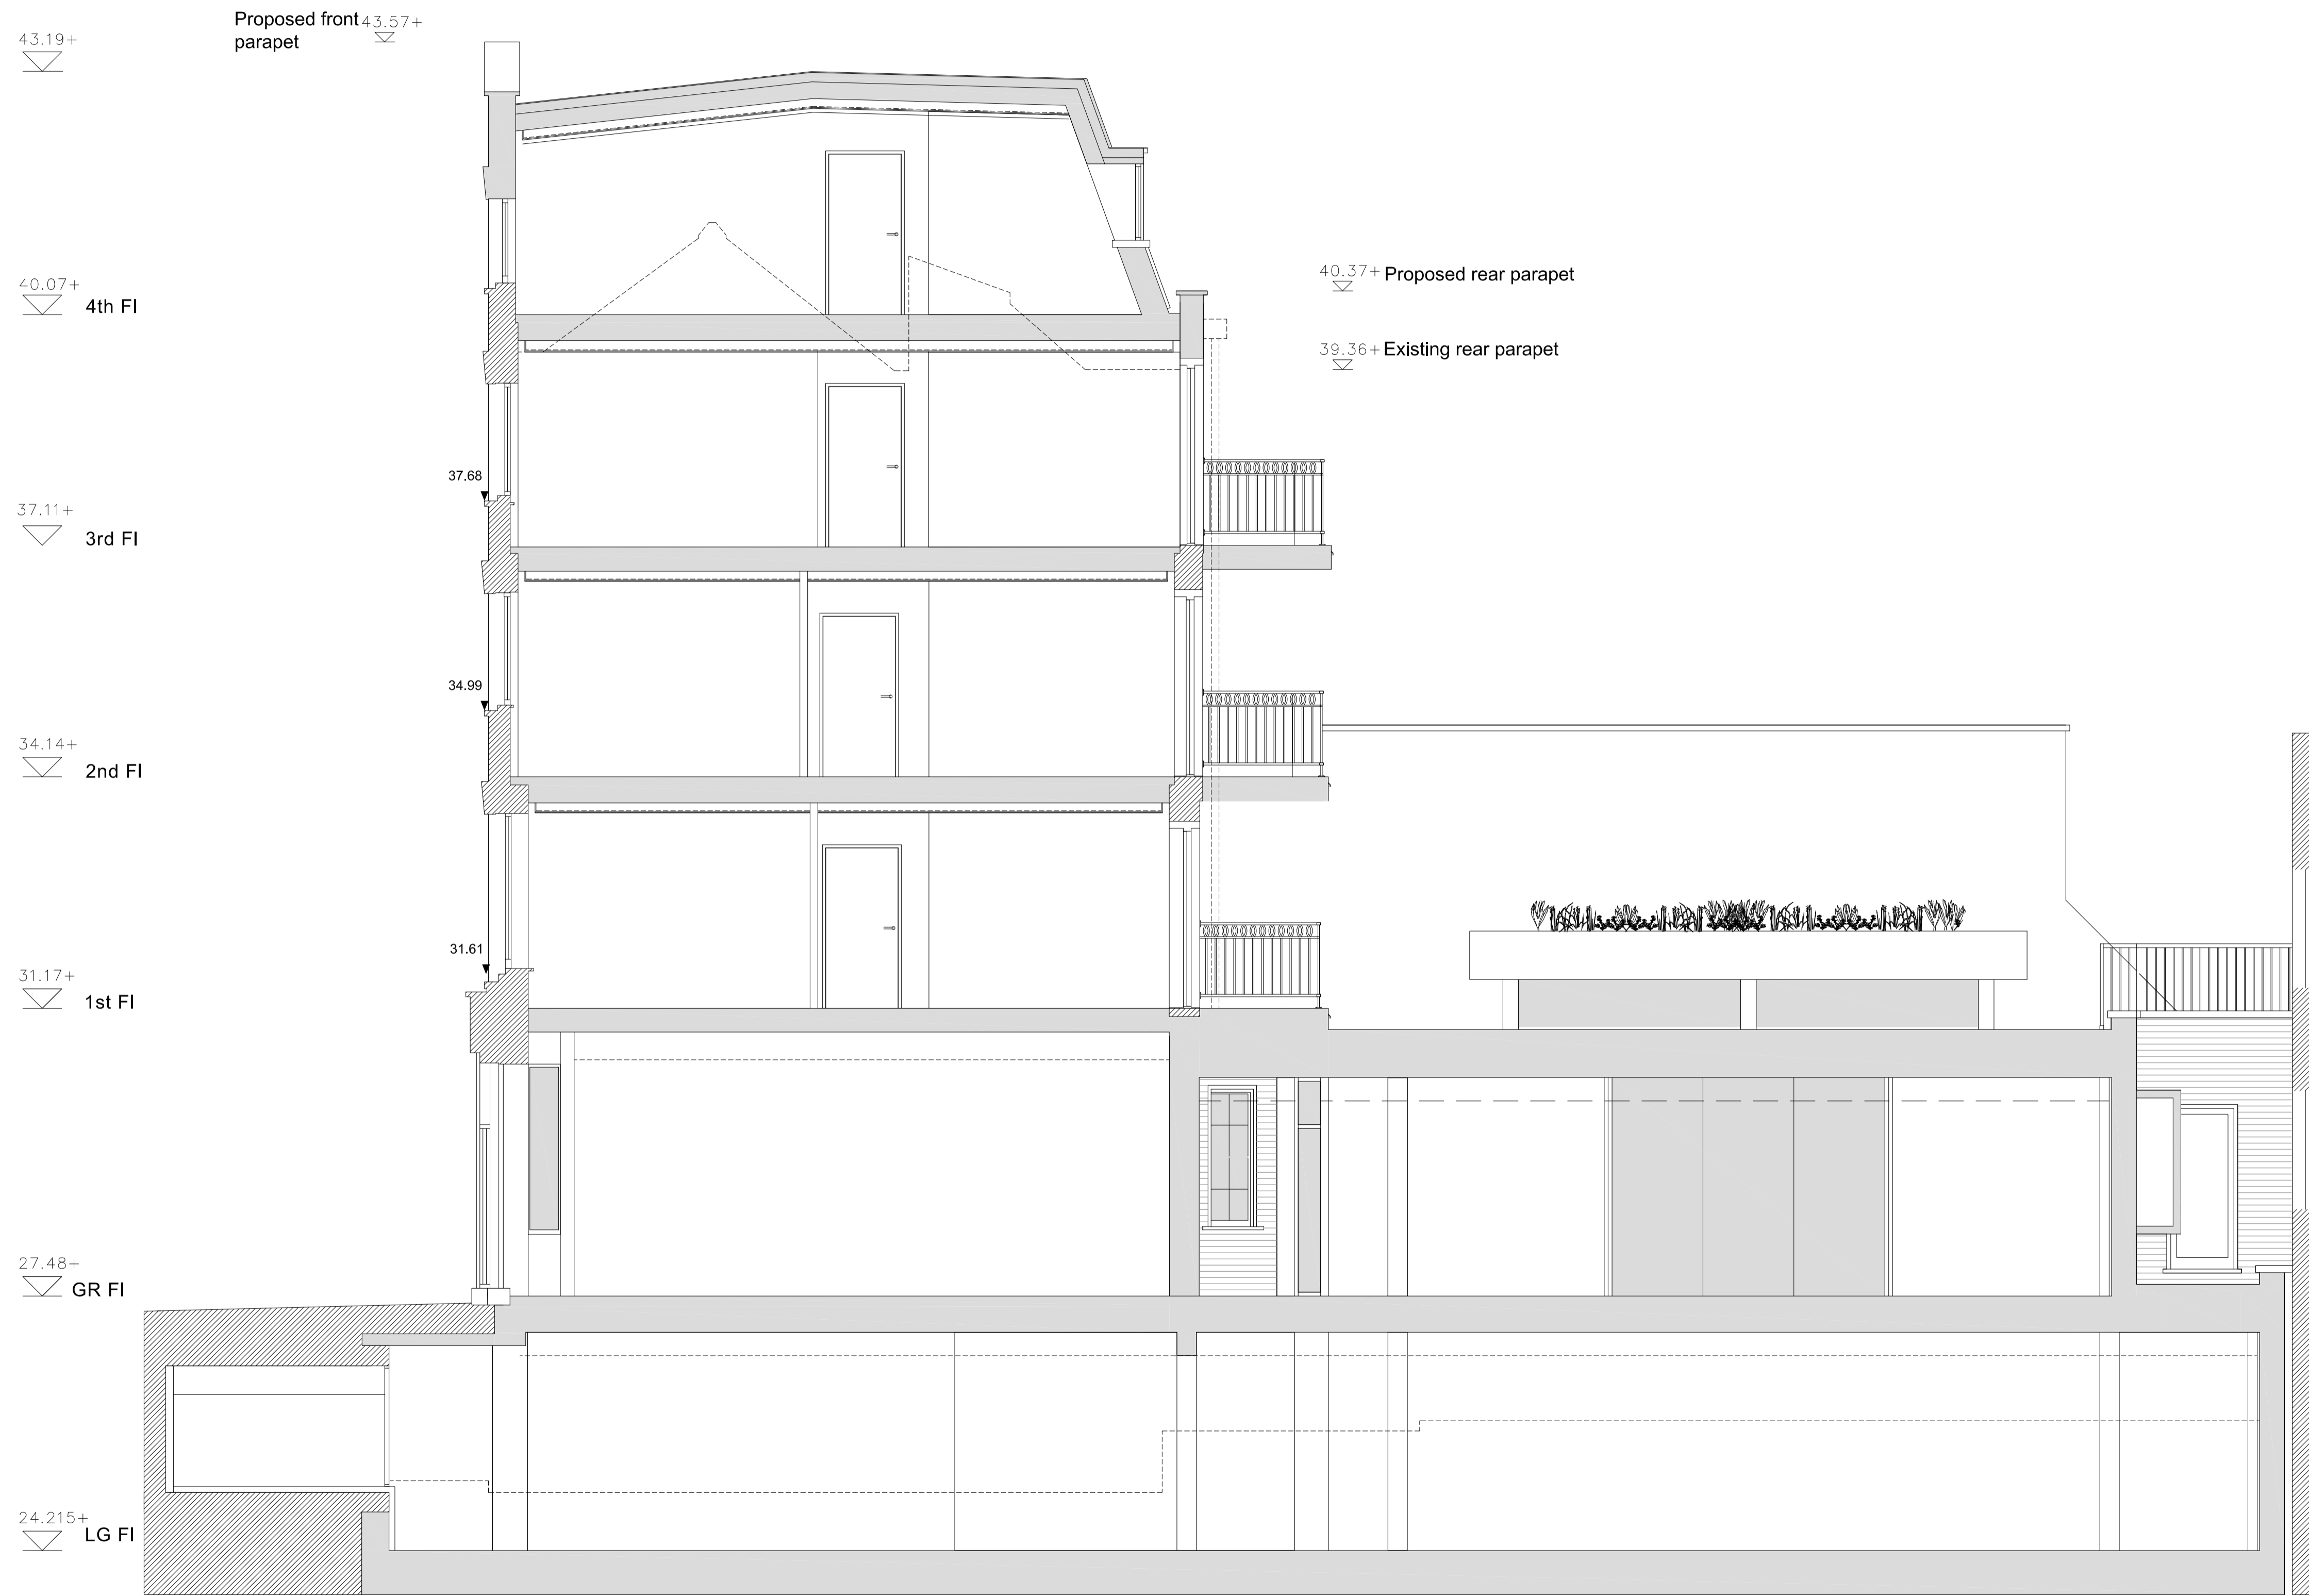 Proposed front 43.57+
parapet
43.19+
40.37+ Proposed rear parapet
40.07+
4th Fl
39.36+ Existing rear parapet
37.68
37.11+
3rd Fl
34.99
34.14+
2nd Fl
31.61
31.17+
1st Fl
27.48+
GR Fl
24.215+
LG Fl